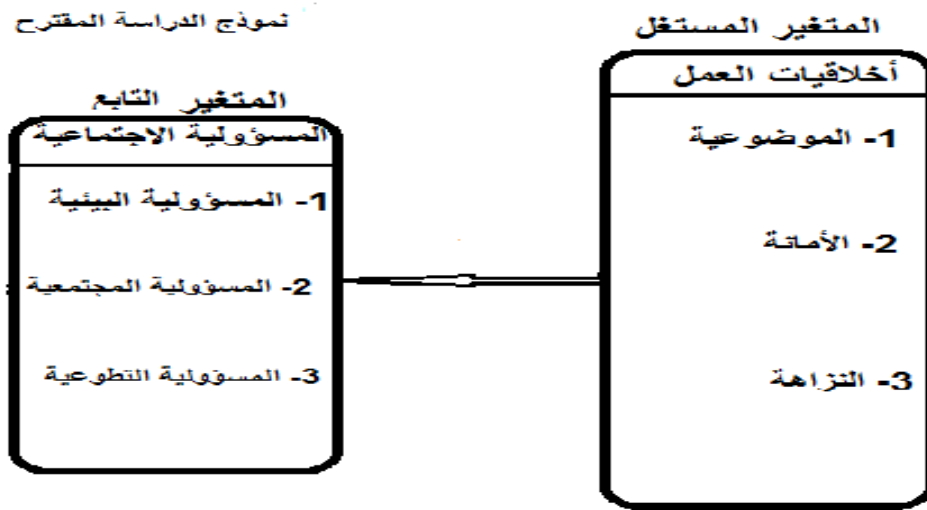 نموذج الدراسة المقترح
المتغير المستغل
أخلاقيات العمل
1- الموضوعية
2- الأمانة
3- النزاهة
المتغير التابع
المسؤولية الاجتماعية
1- المسؤولية البيئية
2- المسؤولية المجتمعية
3- المسؤولية التطوعية